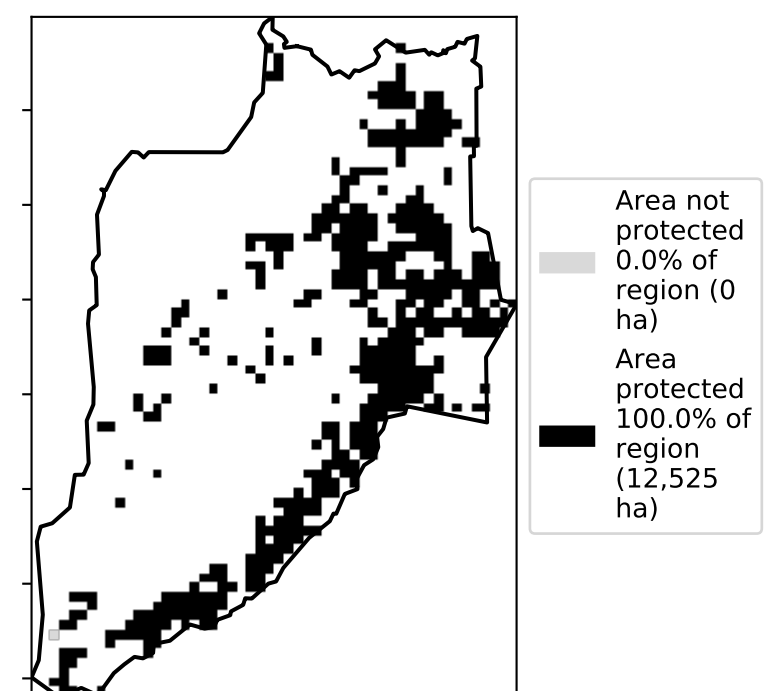 Area not
protected
0.0% of
region (0
ha)
Area
protected
100.0% of
region
(12,525
ha)